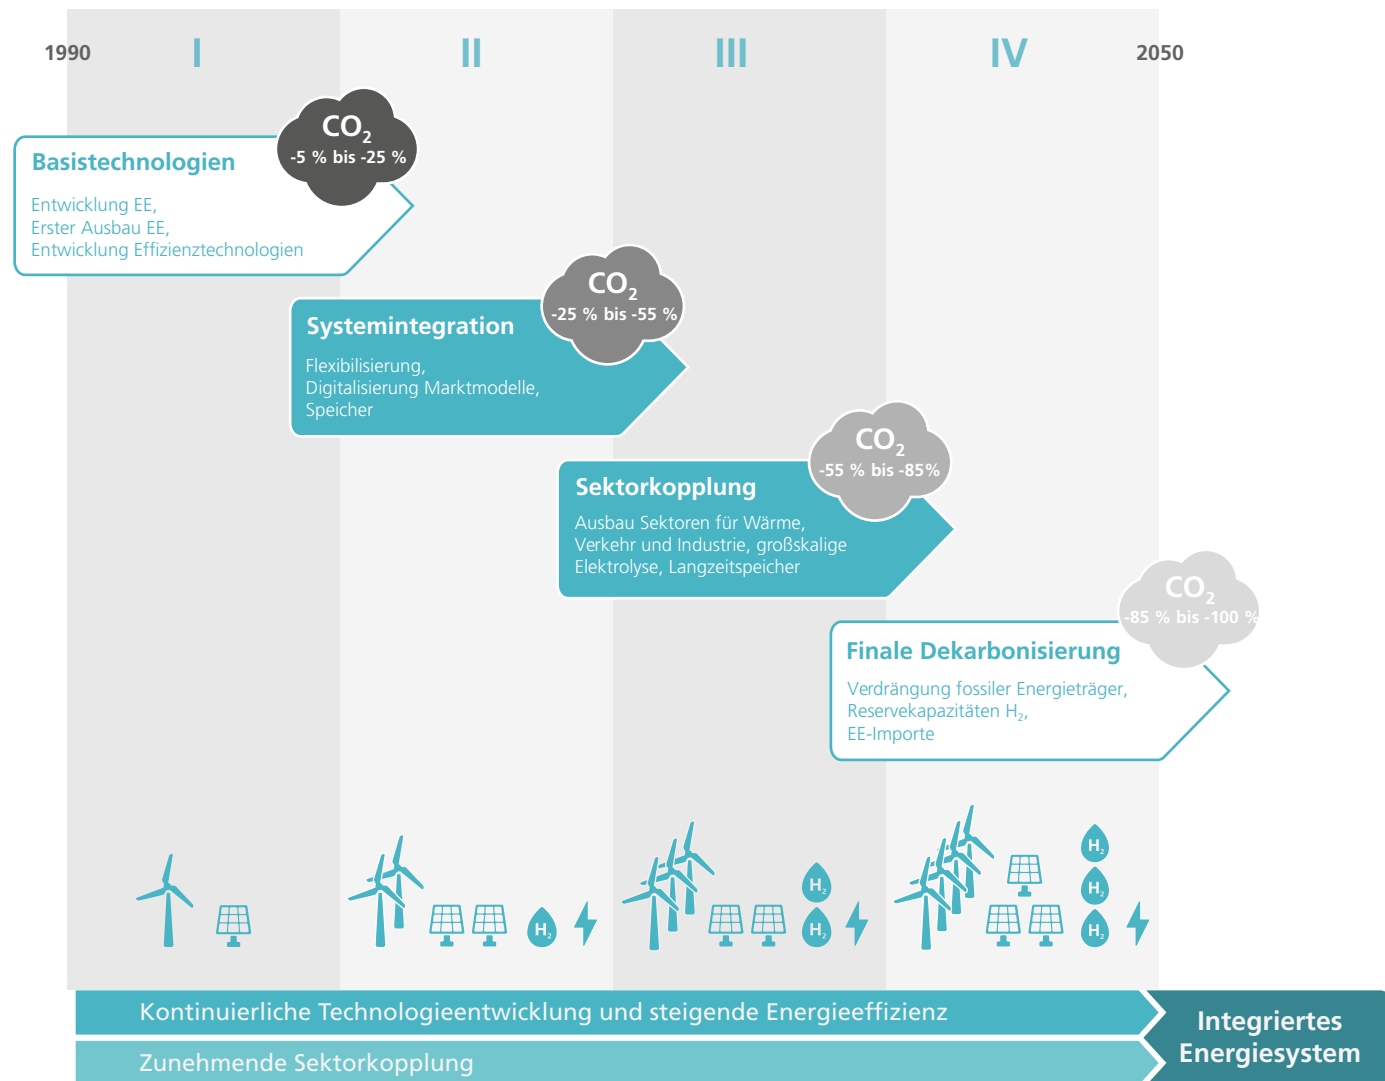 1990
I
II
III
IV
2050
CO₂
-5 % bis -25 %
Basistechnologien
Entwicklung EE,
Erster Ausbau EE,
Entwicklung Effizienztechnologien
CO₂
-25 % bis -55 %
Systemintegration
Flexibilisierung,
Digitalisierung Marktmodelle,
Speicher
CO₂
-55 % bis -85%
Sektorkopplung
Ausbau Sektoren für Wärme,
Verkehr und Industrie, großskalige
Elektrolyse, Langzeitspeicher
CO₂
-85 % bis -100 %
Finale Dekarbonisierung
Verdrängung fossiler Energieträger,
Reservekapazitäten H₂,
EE-Importe
H₂
H₂
H₂
H₂
H₂
H₂
Kontinuierliche Technologieentwicklung und steigende Energieeffizienz
Zunehmende Sektorkopplung
Integriertes
Energiesystem